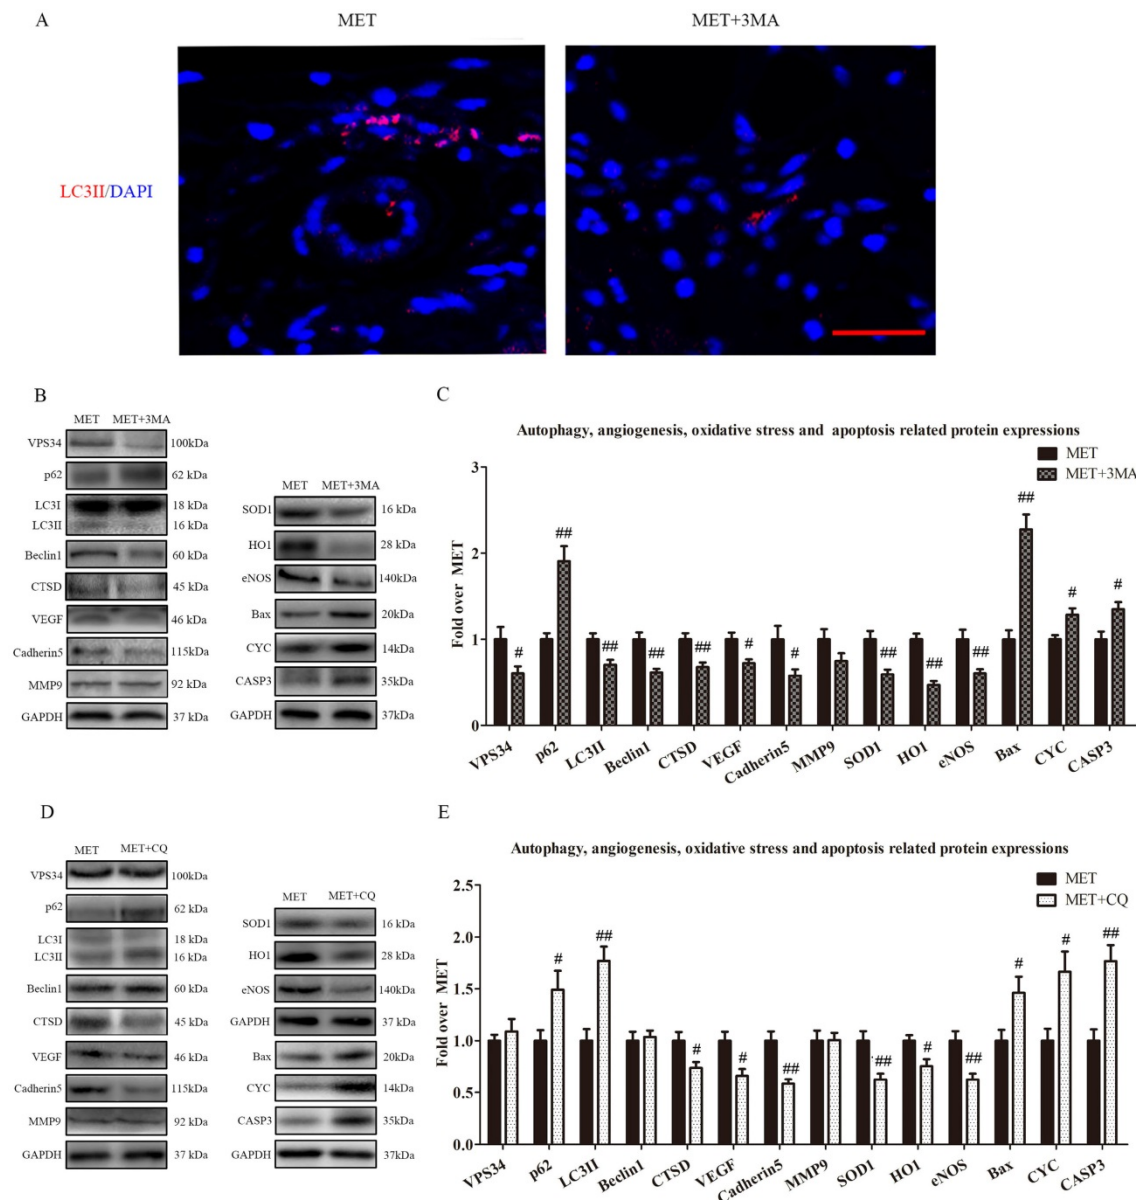 A
MET
MET+3MA
LC3II/DAPI
B
MET MET+3MA
VPS34 100kDa
p62 62 kDa
LC3I 18 kDa
LC3II 16 kDa
Beclin1 60 kDa
CTSD 45 kDa
VEGF 46 kDa
Cadherin5 115kDa
MMP9 92 kDa
GAPDH 37 kDa
MET MET+3MA
SOD1 16 kDa
HO1 28 kDa
eNOS 140kDa
Bax 20kDa
CYC 14kDa
CASP3 35kDa
GAPDH 37kDa
C
Autophagy, angiogenesis, oxidative stress and apoptosis related protein expressions
MET
MET+3MA
Fold over MET
3
2
1
0
# ## ## ## ## # # ## ## ## ## # #
VPS34 p62 LC3II Beclin1 CTSD VEGF Cadherin5 MMP9 SOD1 HO1 eNOS Bax CYC CASP3
D
MET MET+CQ
VPS34 100kDa
p62 62 kDa
LC3I 18 kDa
LC3II 16 kDa
Beclin1 60 kDa
CTSD 45 kDa
VEGF 46 kDa
Cadherin5 115kDa
MMP9 92 kDa
GAPDH 37 kDa
MET MET+CQ
SOD1 16 kDa
HO1 28 kDa
eNOS 140kDa
GAPDH 37 kDa
Bax 20kDa
CYC 14kDa
CASP3 35kDa
GAPDH 37kDa
E
Autophagy, angiogenesis, oxidative stress and apoptosis related protein expressions
MET
MET+CQ
Fold over MET
2.5
2.0
1.5
1.0
0.5
0.0
# ## # # ## ## # ## # # ##
VPS34 p62 LC3II Beclin1 CTSD VEGF Cadherin5 MMP9 SOD1 HO1 eNOS Bax CYC CASP3